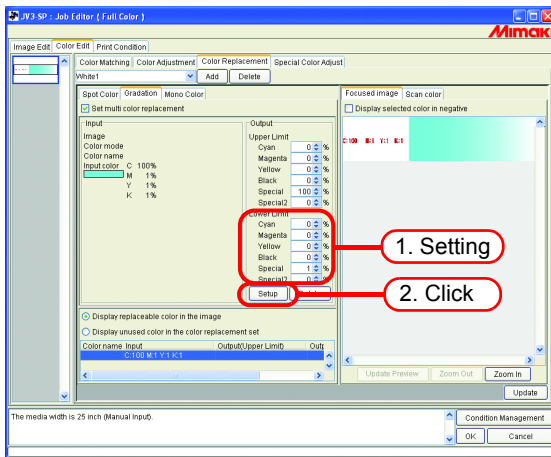 JV3-SP : Job Editor ( Full Color )
Mimaki
Image Edit Color Edit Print Condition
Color Matching Color Adjustment Color Replacement Special Color Adjust
White1 Add Delete
Spot Color Gradation Mono Color
Focused image Scan color
Set multi color replacement
Display selected color in negative
Input
Output
Image
Upper Limit
Color mode
Cyan 0 %
Color name
Magenta 0 %
Input color C 100%
Yellow 0 %
M 1%
Black 0 %
Y 1%
Special 100 %
K 1%
Special2 0 %
C:100 M:1 Y:1 K:1
Lower Limit
Cyan 0 %
Magenta 0 %
Yellow 0 %
Black 0 %
Special 1 %
Special2 0 %
1. Setting
Setup
2. Click
Display replaceable color in the image
Display unused color in the color replacement set
Color name Input Output(Upper Limit) Outp
C:100 M:1 Y:1 K:1
Update Preview Zoom Out Zoom In
Update
The media width is 25 inch (Manual Input).
Condition Management
OK Cancel